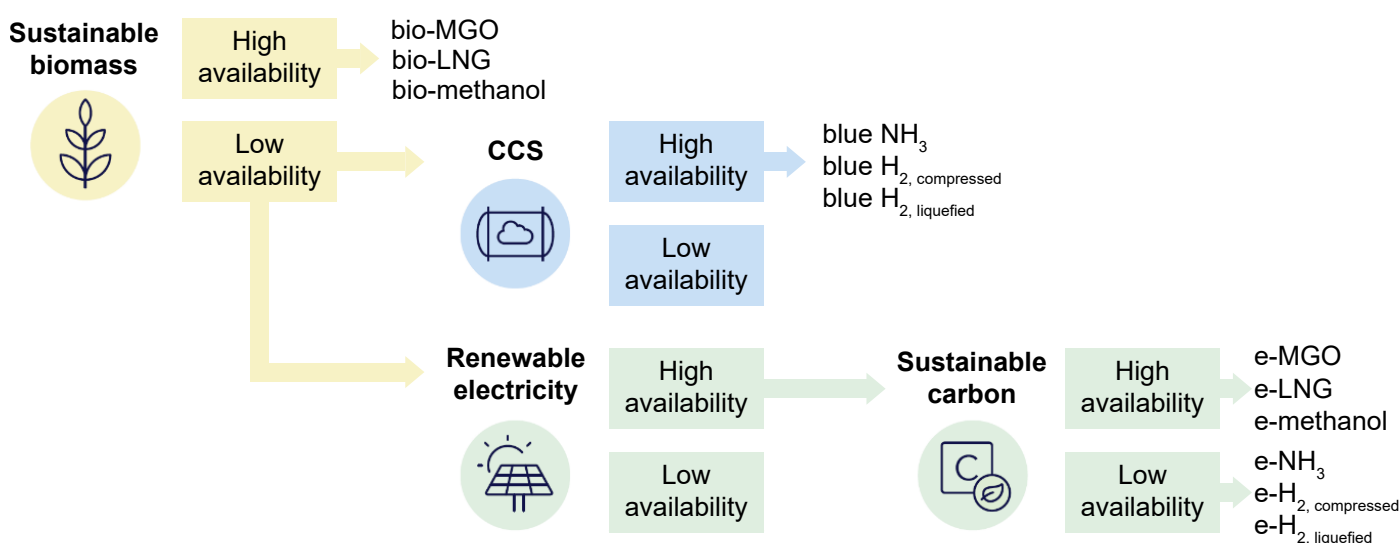 Sustainable
biomass
High
availability
bio-MGO
bio-LNG
bio-methanol
Low
availability
CCS
High
availability
blue NH3
blue H2, compressed
blue H2, liquefied
Low
availability
Renewable
electricity
High
availability
Sustainable
carbon
High
availability
e-MGO
e-LNG
e-methanol
Low
availability
C
Low
availability
e-NH3
e-H2, compressed
e-H2, liquefied